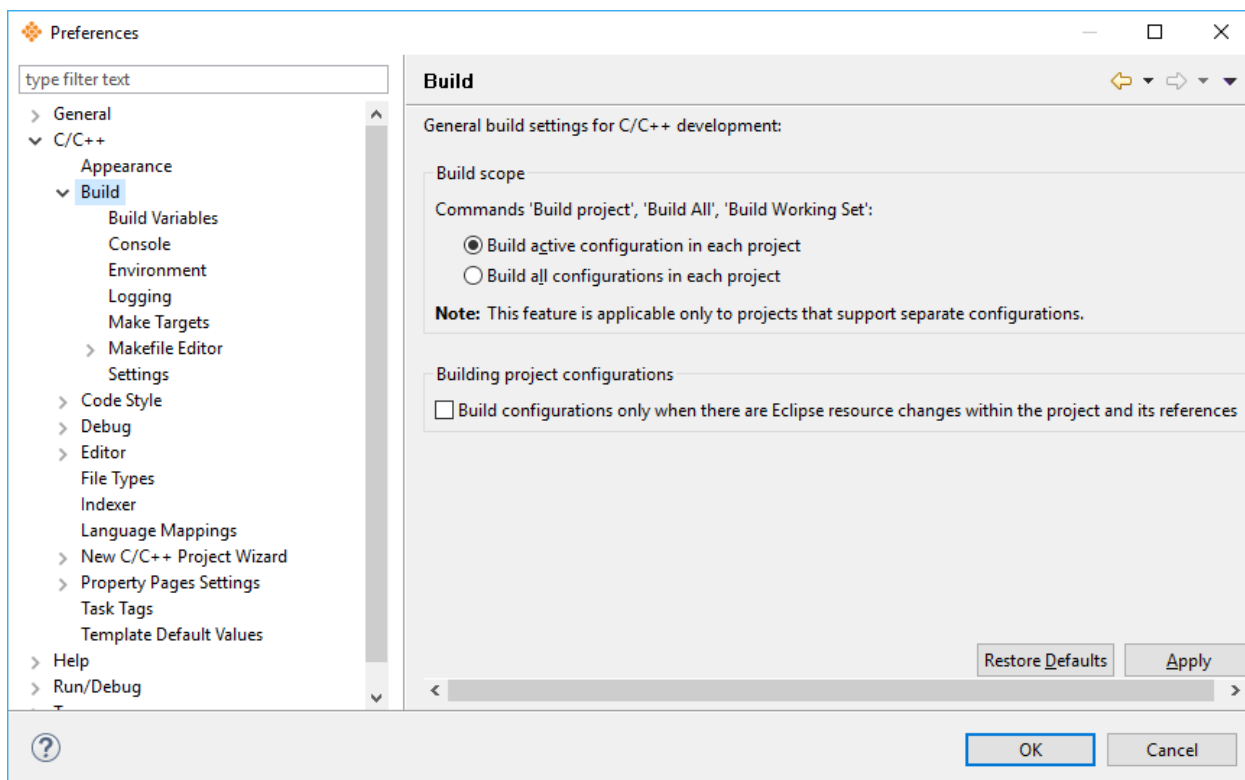 Preferences
type filter text
General
C/C++
Appearance
Build
Build Variables
Console
Environment
Logging
Make Targets
Makefile Editor
Settings
Code Style
Debug
Editor
File Types
Indexer
Language Mappings
New C/C++ Project Wizard
Property Pages Settings
Task Tags
Template Default Values
Help
Run/Debug
Build
General build settings for C/C++ development:
Build scope
Commands 'Build project', 'Build All', 'Build Working Set':
Build active configuration in each project
Build all configurations in each project
Note: This feature is applicable only to projects that support separate configurations.
Building project configurations
Build configurations only when there are Eclipse resource changes within the project and its references
Restore Defaults
Apply
OK
Cancel